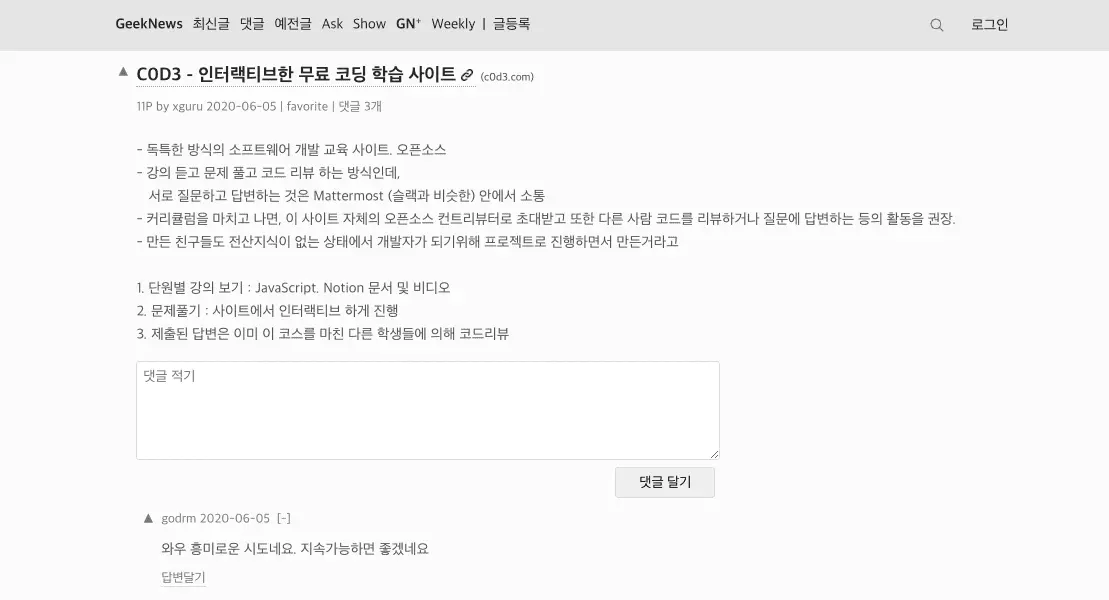 GeekNews 최신글 댓글 예전글 Ask Show GN⁺ Weekly | 글등록 로그인
▲ C0D3 - 인터랙티브한 무료 코딩 학습 사이트 (c0d3.com)
11P by xguru 2020-06-05 | favorite | 댓글 3개
- 독특한 방식의 소프트웨어 개발 교육 사이트. 오픈소스
- 강의 듣고 문제 풀고 코드 리뷰 하는 방식인데,
서로 질문하고 답변하는 것은 Mattermost (슬랙과 비슷한) 안에서 소통
- 커리큘럼을 마치고 나면, 이 사이트 자체의 오픈소스 컨트리뷰터로 초대받고 또한 다른 사람 코드를 리뷰하거나 질문에 답변하는 등의 활동을 권장.
- 만든 친구들도 전산지식이 없는 상태에서 개발자가 되기위해 프로젝트로 진행하면서 만든거라고
1. 단원별 강의 보기 : JavaScript. Notion 문서 및 비디오
2. 문제풀기 : 사이트에서 인터랙티브 하게 진행
3. 제출된 답변은 이미 이 코스를 마친 다른 학생들에 의해 코드리뷰
댓글 적기
댓글 달기
▲ godrm 2020-06-05 [-]
와우 흥미로운 시도네요. 지속가능하면 좋겠네요
답변달기